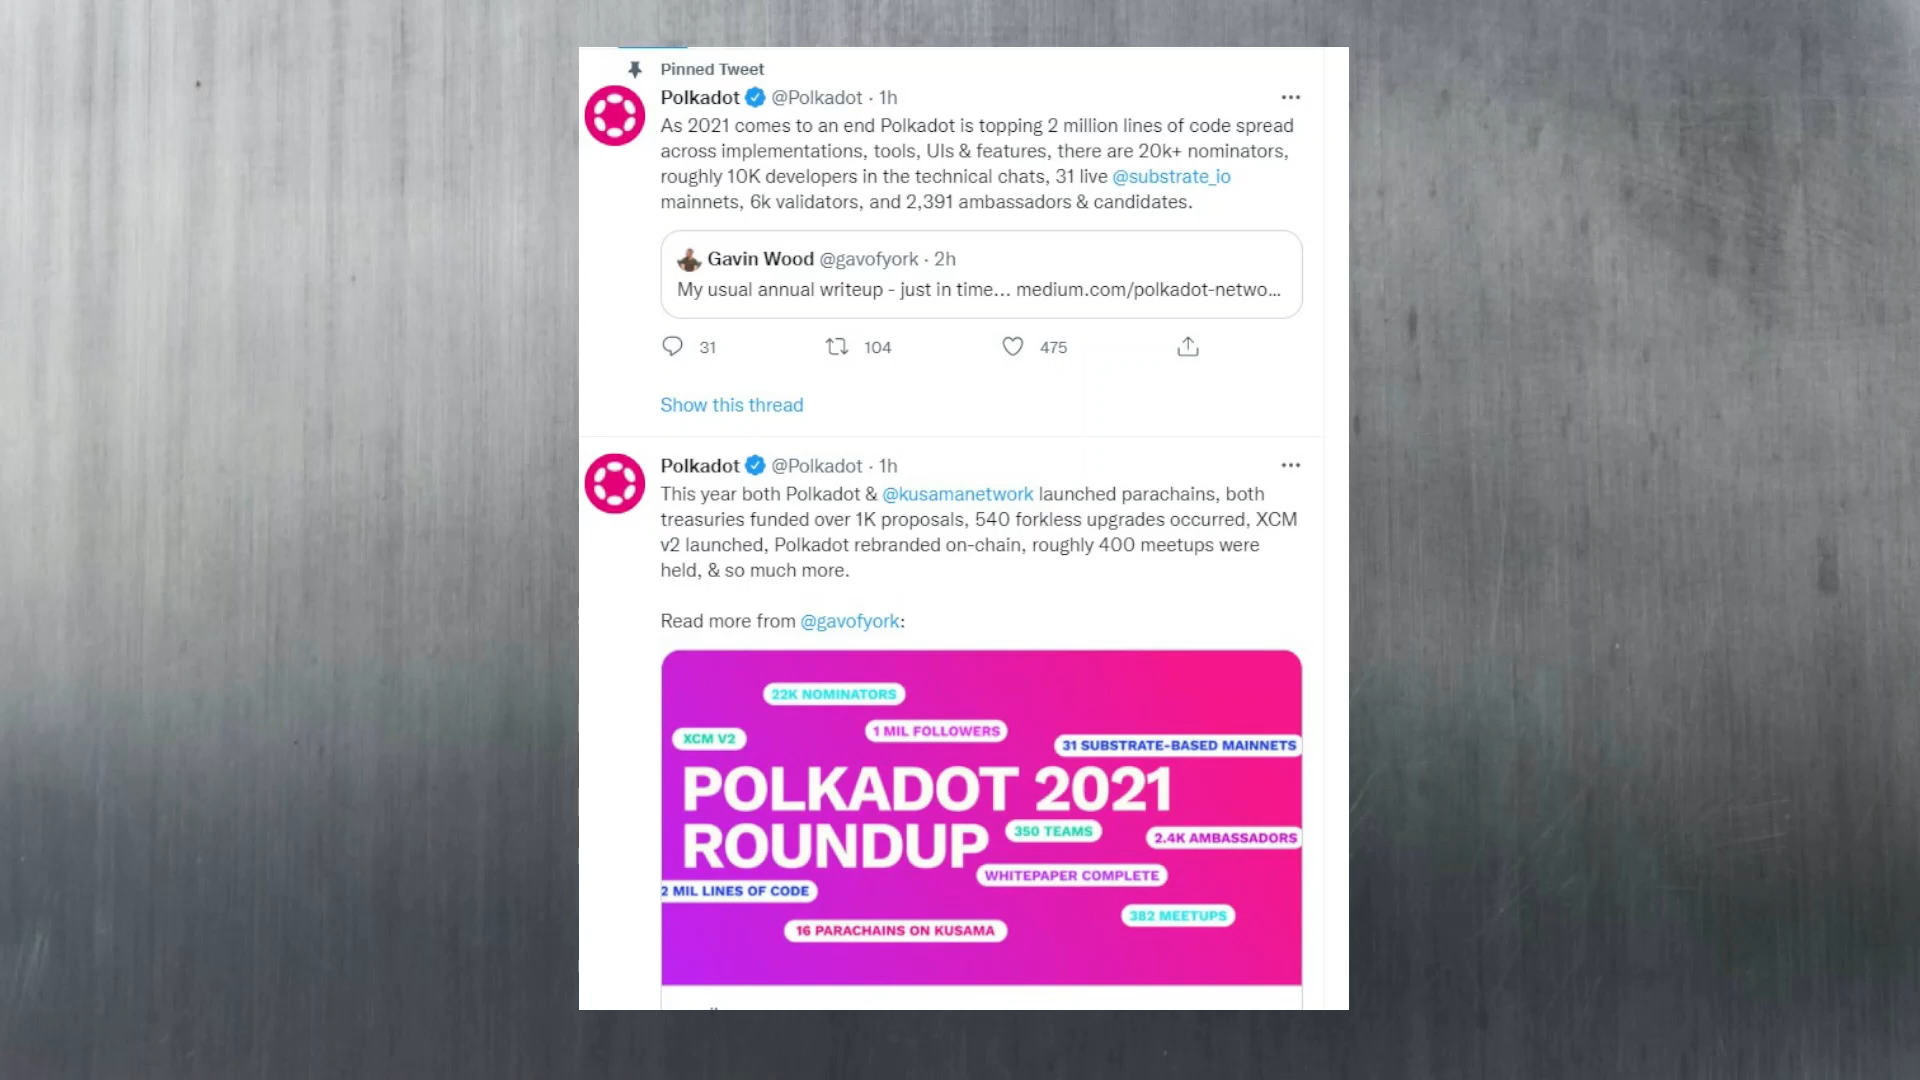 Pinned Tweet
Polkadot @Polkadot · 1h
As 2021 comes to an end Polkadot is topping 2 million lines of code spread
across implementations, tools, UIs & features, there are 20k+ nominators,
roughly 10K developers in the technical chats, 31 live @substrate_io
mainnets, 6k validators, and 2,391 ambassadors & candidates.
Gavin Wood @gavofyork · 2h
My usual annual writeup - just in time... medium.com/polkadot-netwo...
31 104 475
Show this thread
Polkadot @Polkadot · 1h
This year both Polkadot & @kusamanetwork launched parachains, both
treasuries funded over 1K proposals, 540 forkless upgrades occurred, XCM
v2 launched, Polkadot rebranded on-chain, roughly 400 meetups were
held, & so much more.
Read more from @gavofyork:
22K NOMINATORS
1 MIL FOLLOWERS
XCM V2
31 SUBSTRATE-BASED MAINNETS
POLKADOT 2021
ROUNDUP
350 TEAMS
2.4K AMBASSADORS
WHITEPAPER COMPLETE
2 MIL LINES OF CODE
382 MEETUPS
16 PARACHAINS ON KUSAMA